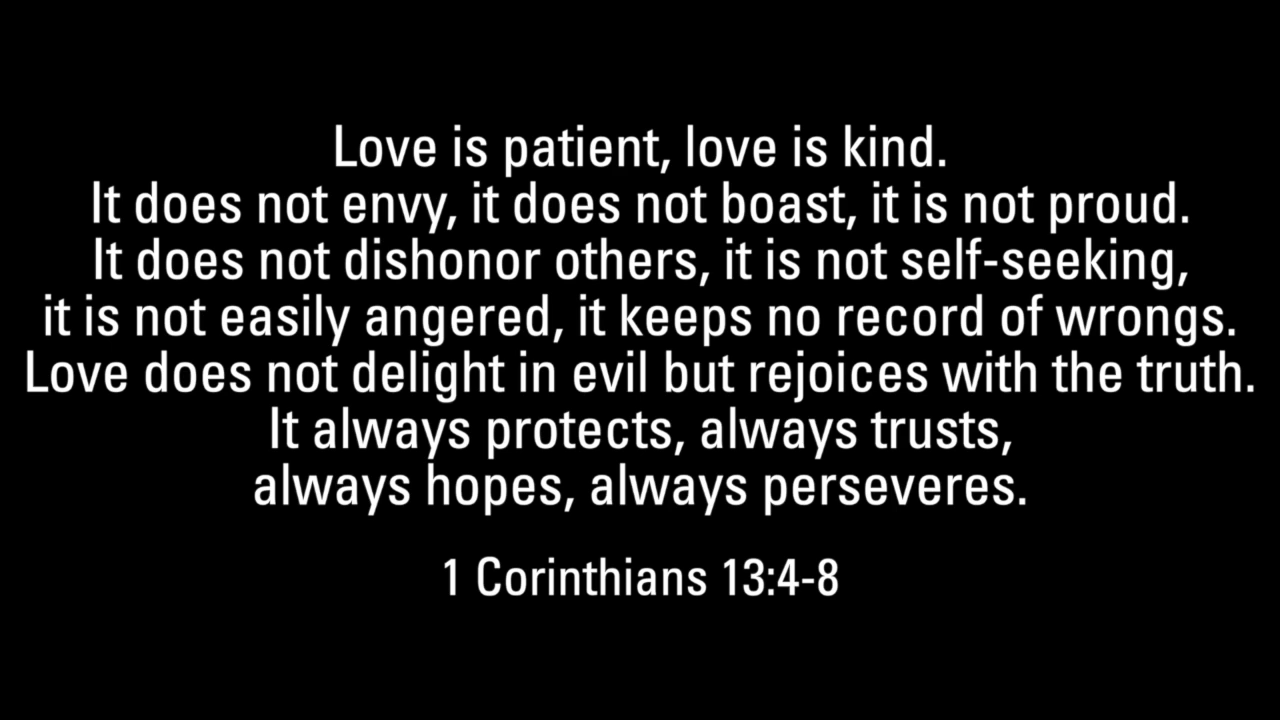 Love is patient, love is kind.
It does not envy, it does not boast, it is not proud.
It does not dishonor others, it is not self-seeking,
it is not easily angered, it keeps no record of wrongs.
Love does not delight in evil but rejoices with the truth.
It always protects, always trusts,
always hopes, always perseveres.
1 Corinthians 13:4-8